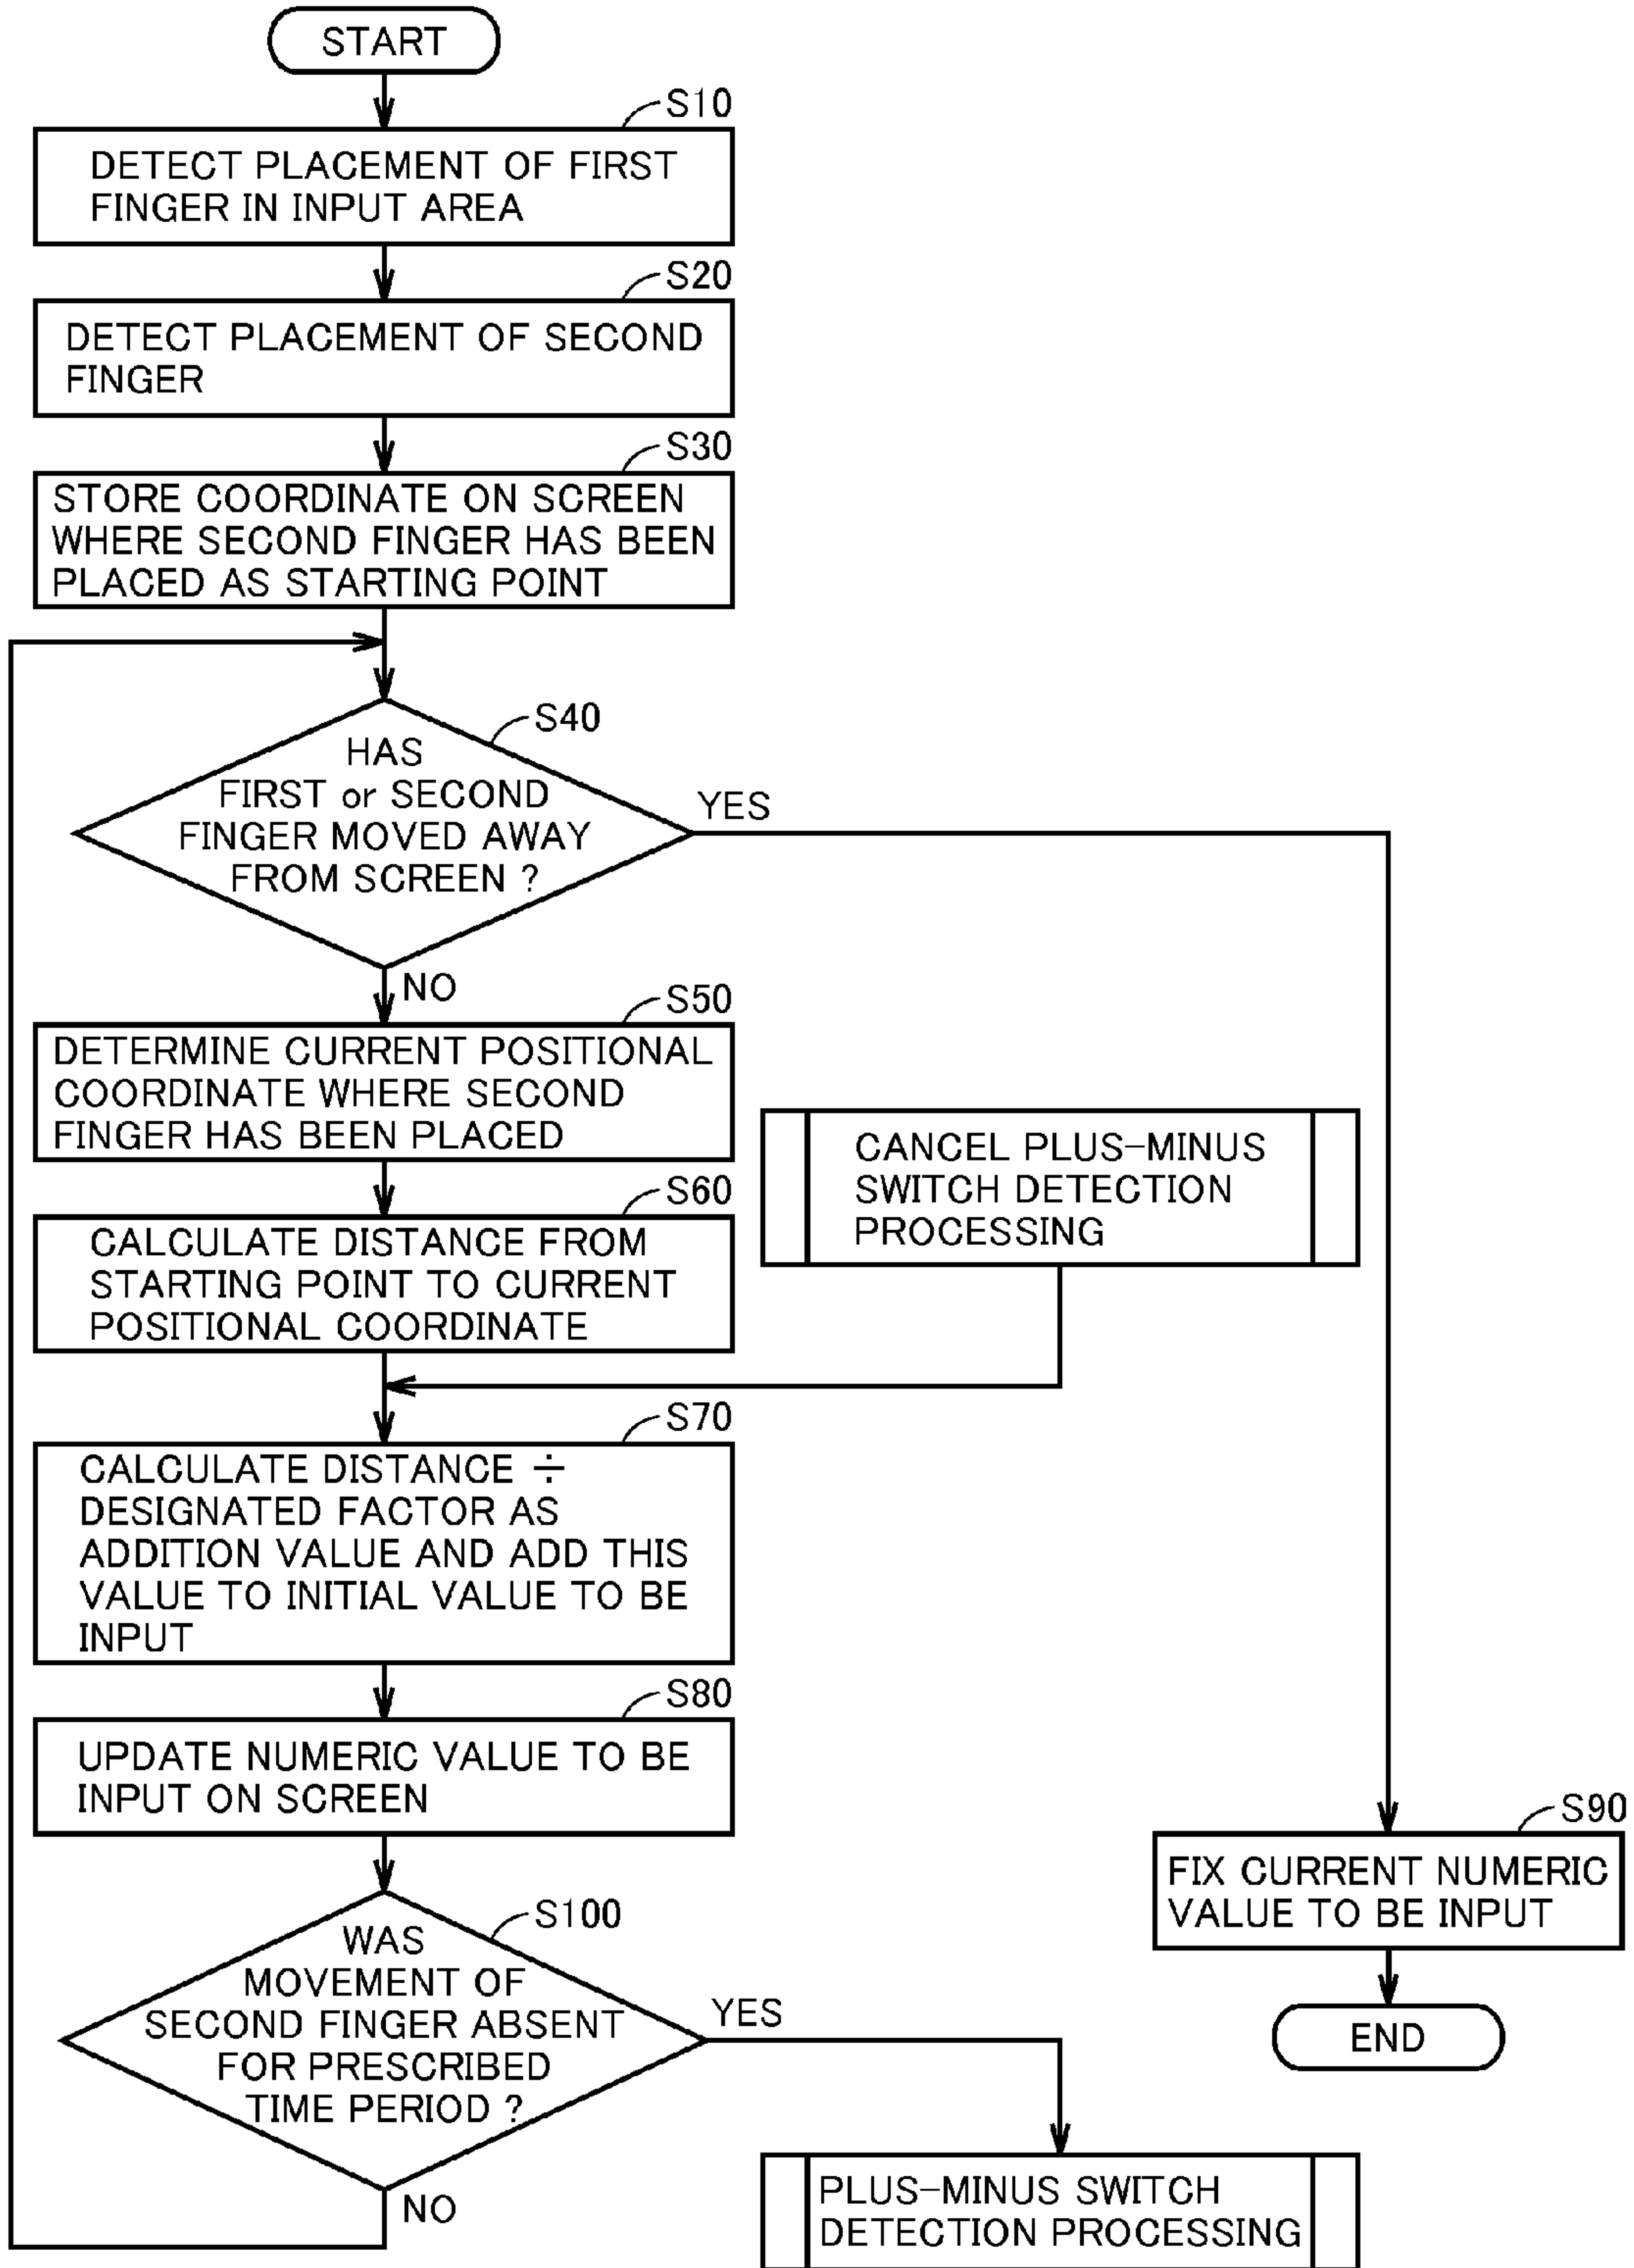 START
S10
DETECT PLACEMENT OF FIRST
FINGER IN INPUT AREA
S20
DETECT PLACEMENT OF SECOND
FINGER
S30
STORE COORDINATE ON SCREEN
WHERE SECOND FINGER HAS BEEN
PLACED AS STARTING POINT
S40
HAS
FIRST or SECOND
FINGER MOVED AWAY
FROM SCREEN ?
YES
NO
S50
DETERMINE CURRENT POSITIONAL
COORDINATE WHERE SECOND
FINGER HAS BEEN PLACED
CANCEL PLUS-MINUS
SWITCH DETECTION
PROCESSING
S60
CALCULATE DISTANCE FROM
STARTING POINT TO CURRENT
POSITIONAL COORDINATE
S70
CALCULATE DISTANCE ÷
DESIGNATED FACTOR AS
ADDITION VALUE AND ADD THIS
VALUE TO INITIAL VALUE TO BE
INPUT
S80
UPDATE NUMERIC VALUE TO BE
INPUT ON SCREEN
S90
FIX CURRENT NUMERIC
VALUE TO BE INPUT
END
S100
WAS
MOVEMENT OF
SECOND FINGER ABSENT
FOR PRESCRIBED
TIME PERIOD ?
YES
NO
PLUS-MINUS SWITCH
DETECTION PROCESSING